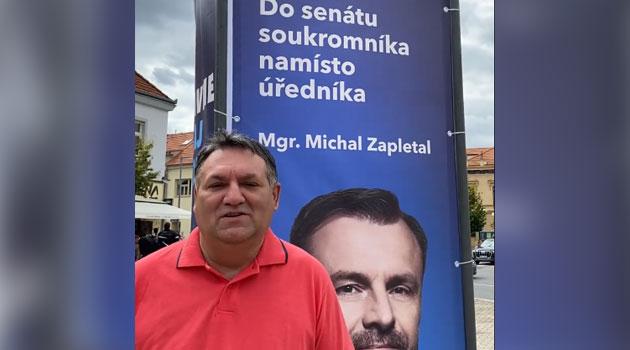 Do senátu
soukromníka
namísto
úředníka
Mgr. Michal Zapletal